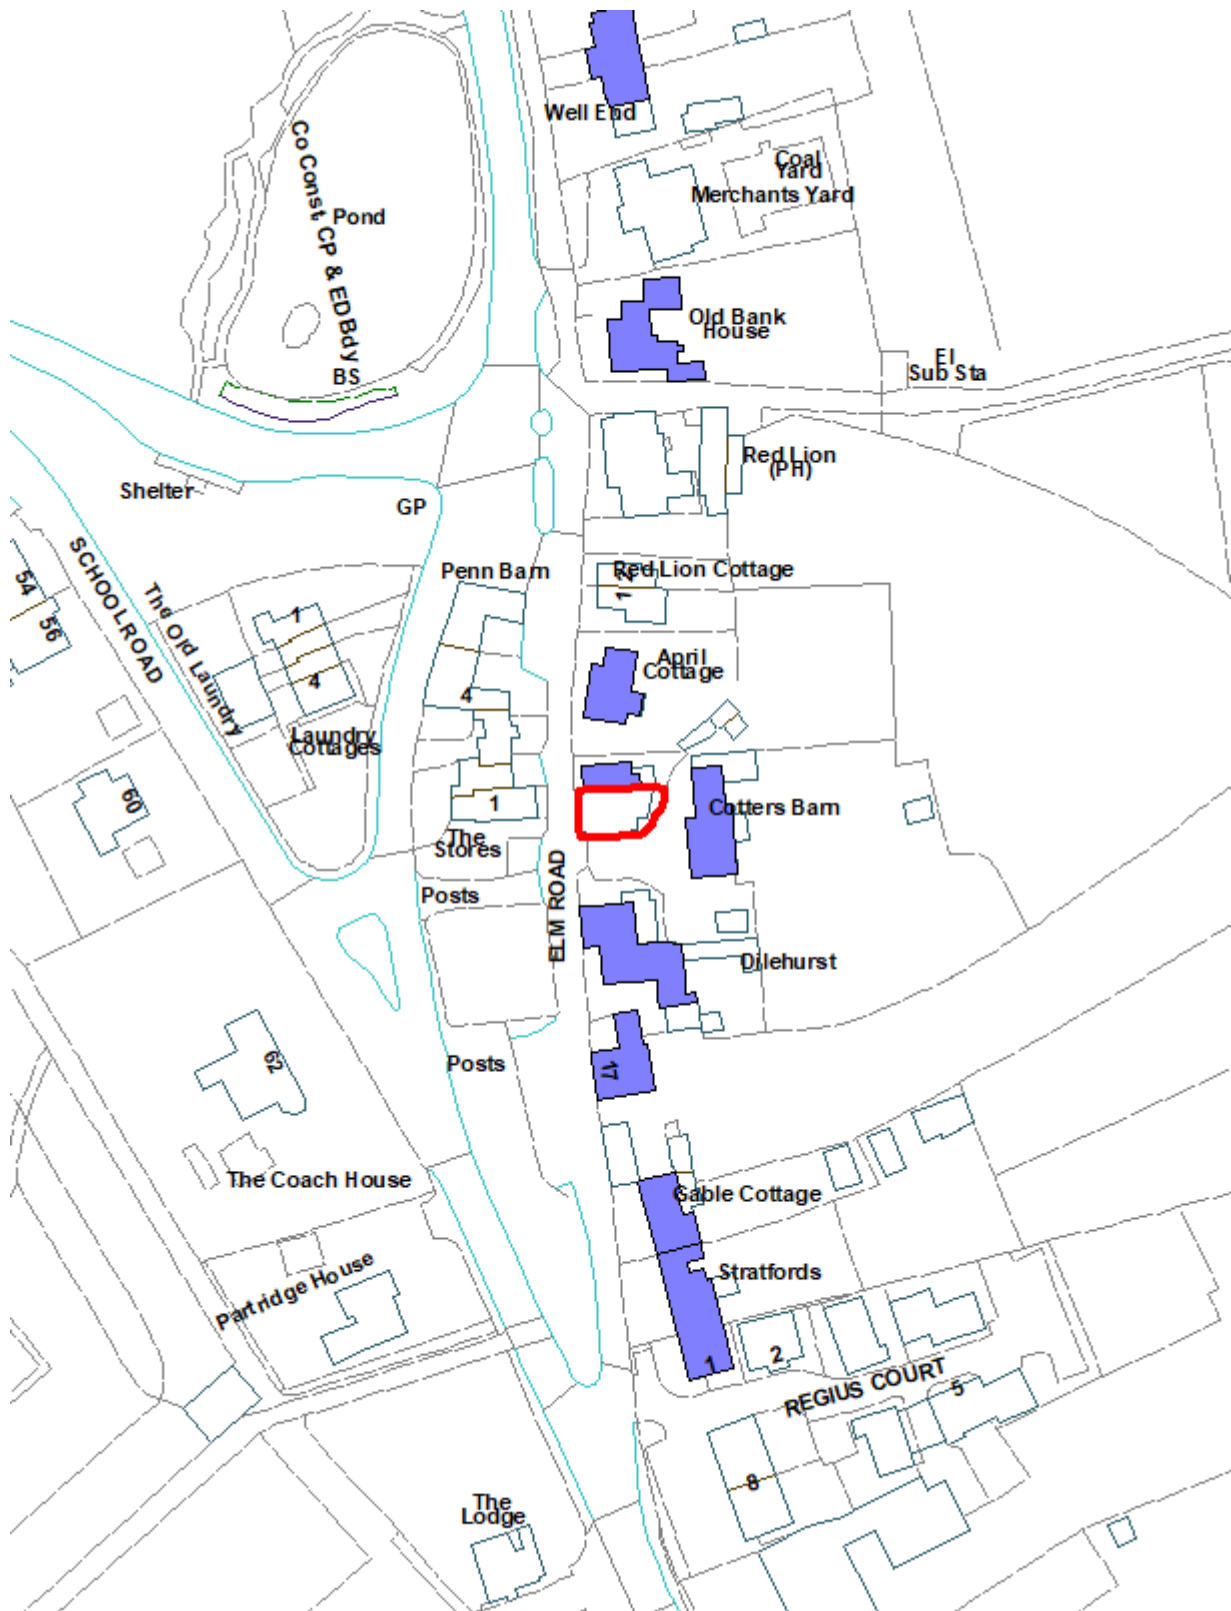 Well End
Coal
Yard
Merchants Yard
Co Const, CP & ED Bdy
Pond
Old Bank
House
El
Sub Sta
BS
Red Lion
(PH)
Shelter
GP
SCHOOL ROAD
54
56
The Old Laundry
Penn Barn
Red Lion Cottage
1 2
1
4
Laundry
Cottages
4
April
Cottage
60
1
The
Stores
Cotters Barn
Posts
ELM ROAD
Dilehurst
62
Posts
17
The Coach House
Gable Cottage
Partridge House
Stratfords
1
2
REGIUS COURT
5
8
The
Lodge